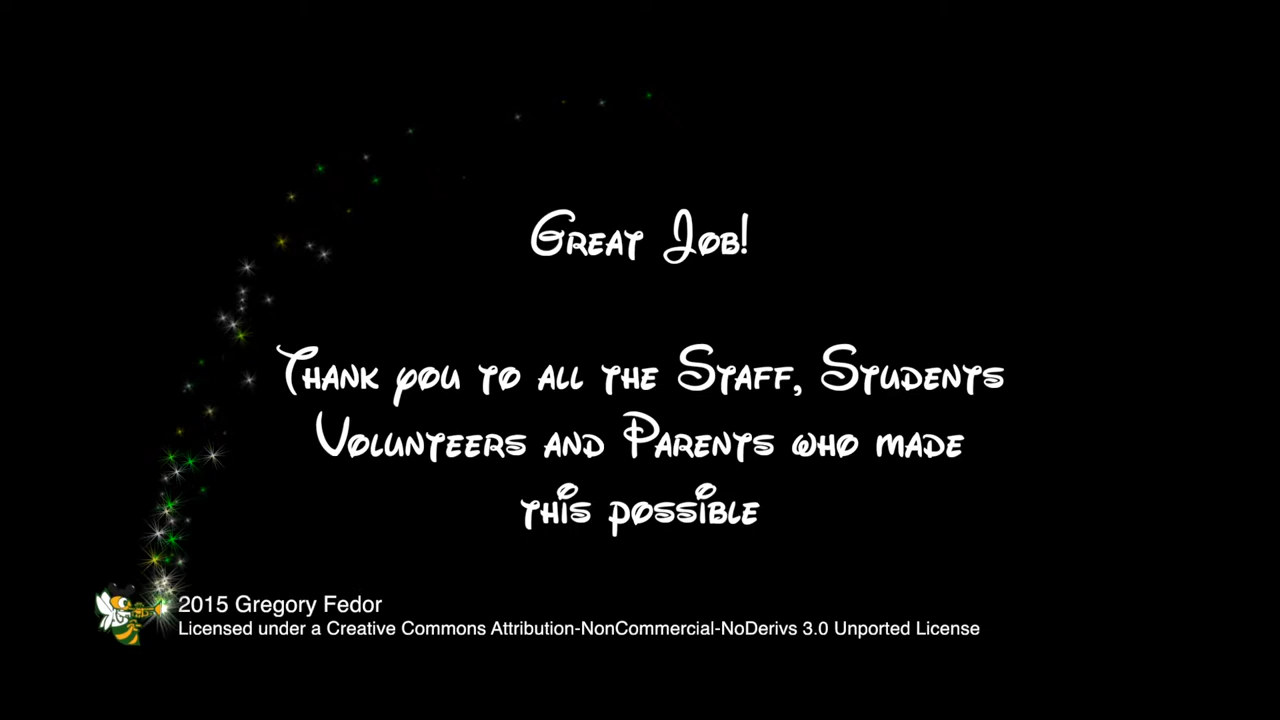 Great Job!
Thank you to all the Staff, Students
Volunteers and Parents who made
this possible
2015 Gregory Fedor
Licensed under a Creative Commons Attribution-NonCommercial-NoDerivs 3.0 Unported License